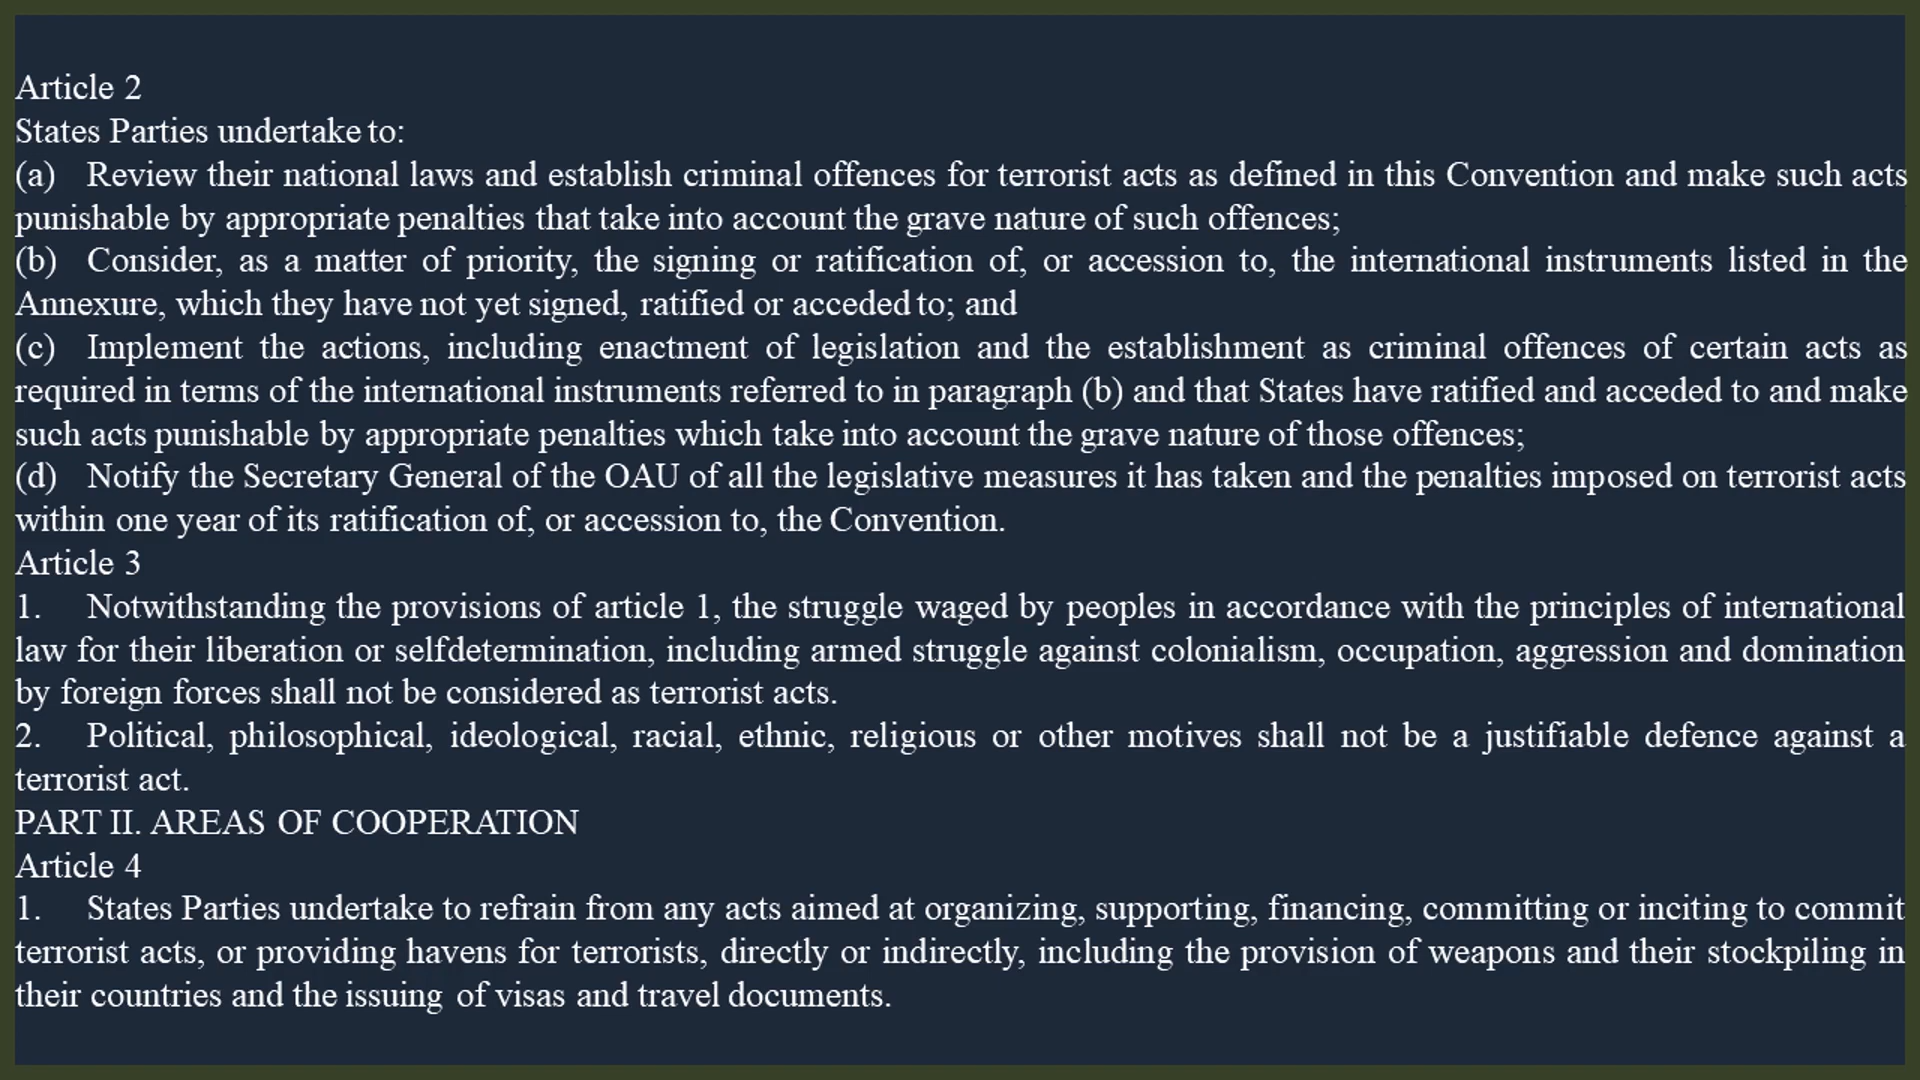 Article 2
States Parties undertake to:
(a) Review their national laws and establish criminal offences for terrorist acts as defined in this Convention and make such acts
punishable by appropriate penalties that take into account the grave nature of such offences;
(b) Consider, as a matter of priority, the signing or ratification of, or accession to, the international instruments listed in the
Annexure, which they have not yet signed, ratified or acceded to; and
(c) Implement the actions, including enactment of legislation and the establishment as criminal offences of certain acts as
required in terms of the international instruments referred to in paragraph (b) and that States have ratified and acceded to and make
such acts punishable by appropriate penalties which take into account the grave nature of those offences;
(d) Notify the Secretary General of the OAU of all the legislative measures it has taken and the penalties imposed on terrorist acts
within one year of its ratification of, or accession to, the Convention.
Article 3
1. Notwithstanding the provisions of article 1, the struggle waged by peoples in accordance with the principles of international
law for their liberation or selfdetermination, including armed struggle against colonialism, occupation, aggression and domination
by foreign forces shall not be considered as terrorist acts.
2. Political, philosophical, ideological, racial, ethnic, religious or other motives shall not be a justifiable defence against a
terrorist act.
PART II. AREAS OF COOPERATION
Article 4
1. States Parties undertake to refrain from any acts aimed at organizing, supporting, financing, committing or inciting to commit
terrorist acts, or providing havens for terrorists, directly or indirectly, including the provision of weapons and their stockpiling in
their countries and the issuing of visas and travel documents.